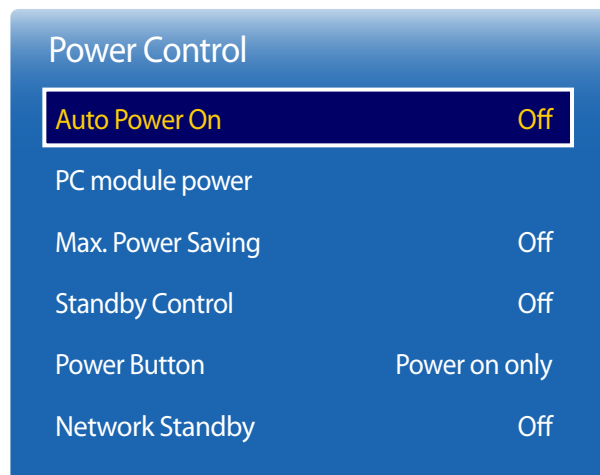 Power Control
Auto Power On Off
PC module power
Max. Power Saving Off
Standby Control Off
Power Button Power on only
Network Standby Off